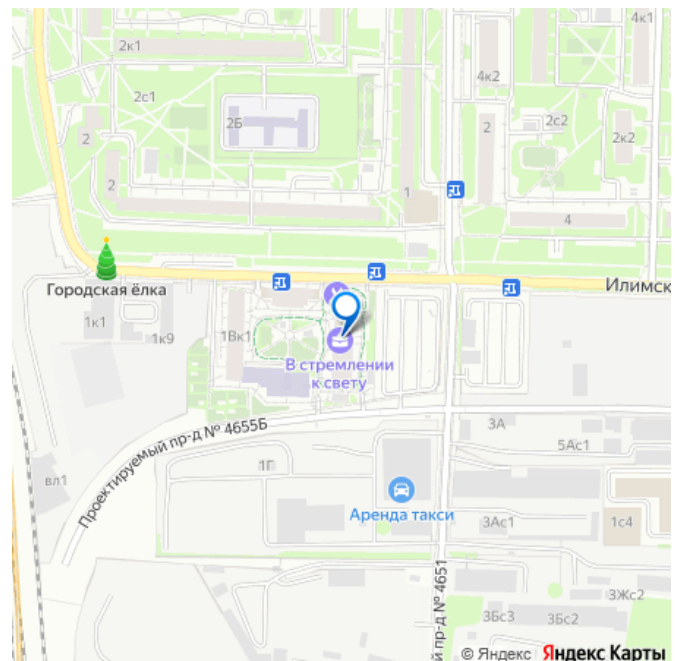 4к1
2к1
4к2
2с1
2Б
2с2
2
2
2к2
2
1
4
Городская ёлка
Илимск
1к1
1к9
1Вк1
В стремлении
к свету
Проектируемый пр-д № 4655Б
3А
5Ас1
1Г
вл1
Аренда такси
3Ас1
1с4
й пр-д № 4651
3Жс2
3Бс3
3Бс2
© Яндекс Яндекс Карты